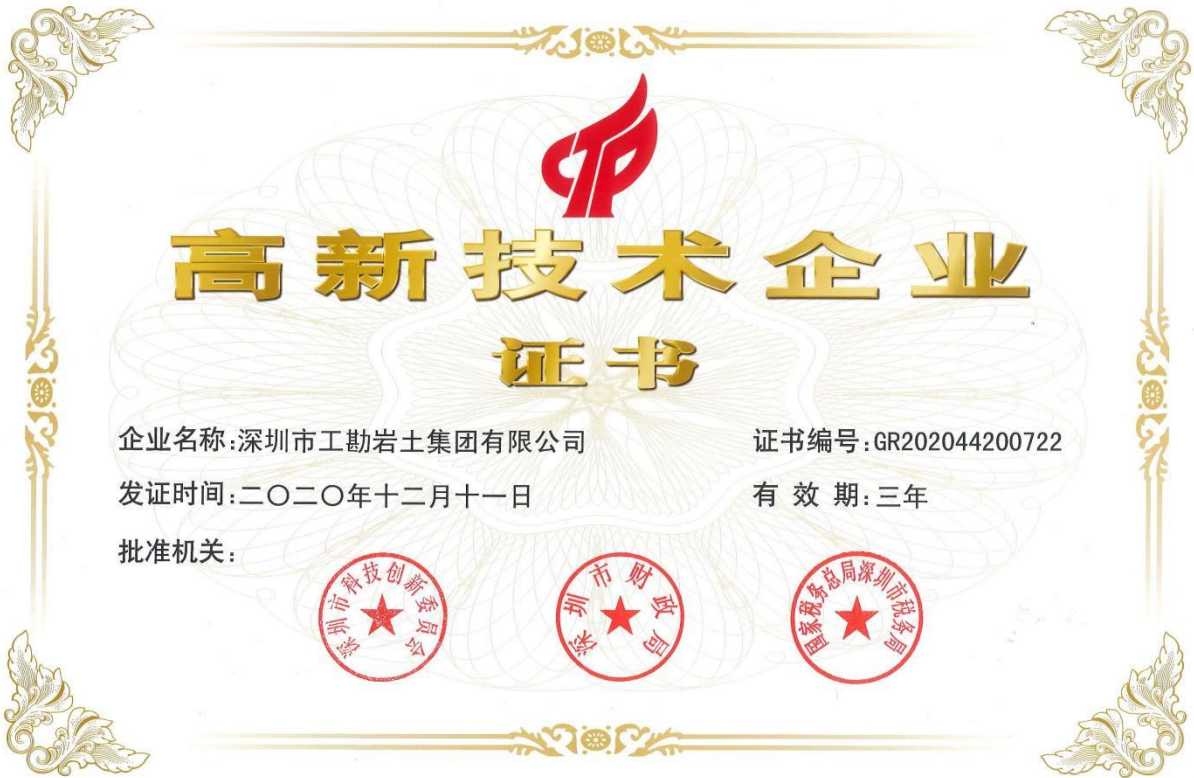 高新技术企业
证书
企业名称:深圳市工勘岩土集团有限公司
证书编号:GR202044200722
发证时间:二〇二〇年十二月十一日
有 效 期:三年
批准机关:
深圳市科技创新委员会
深圳市财政局
国家税务总局深圳市税务局